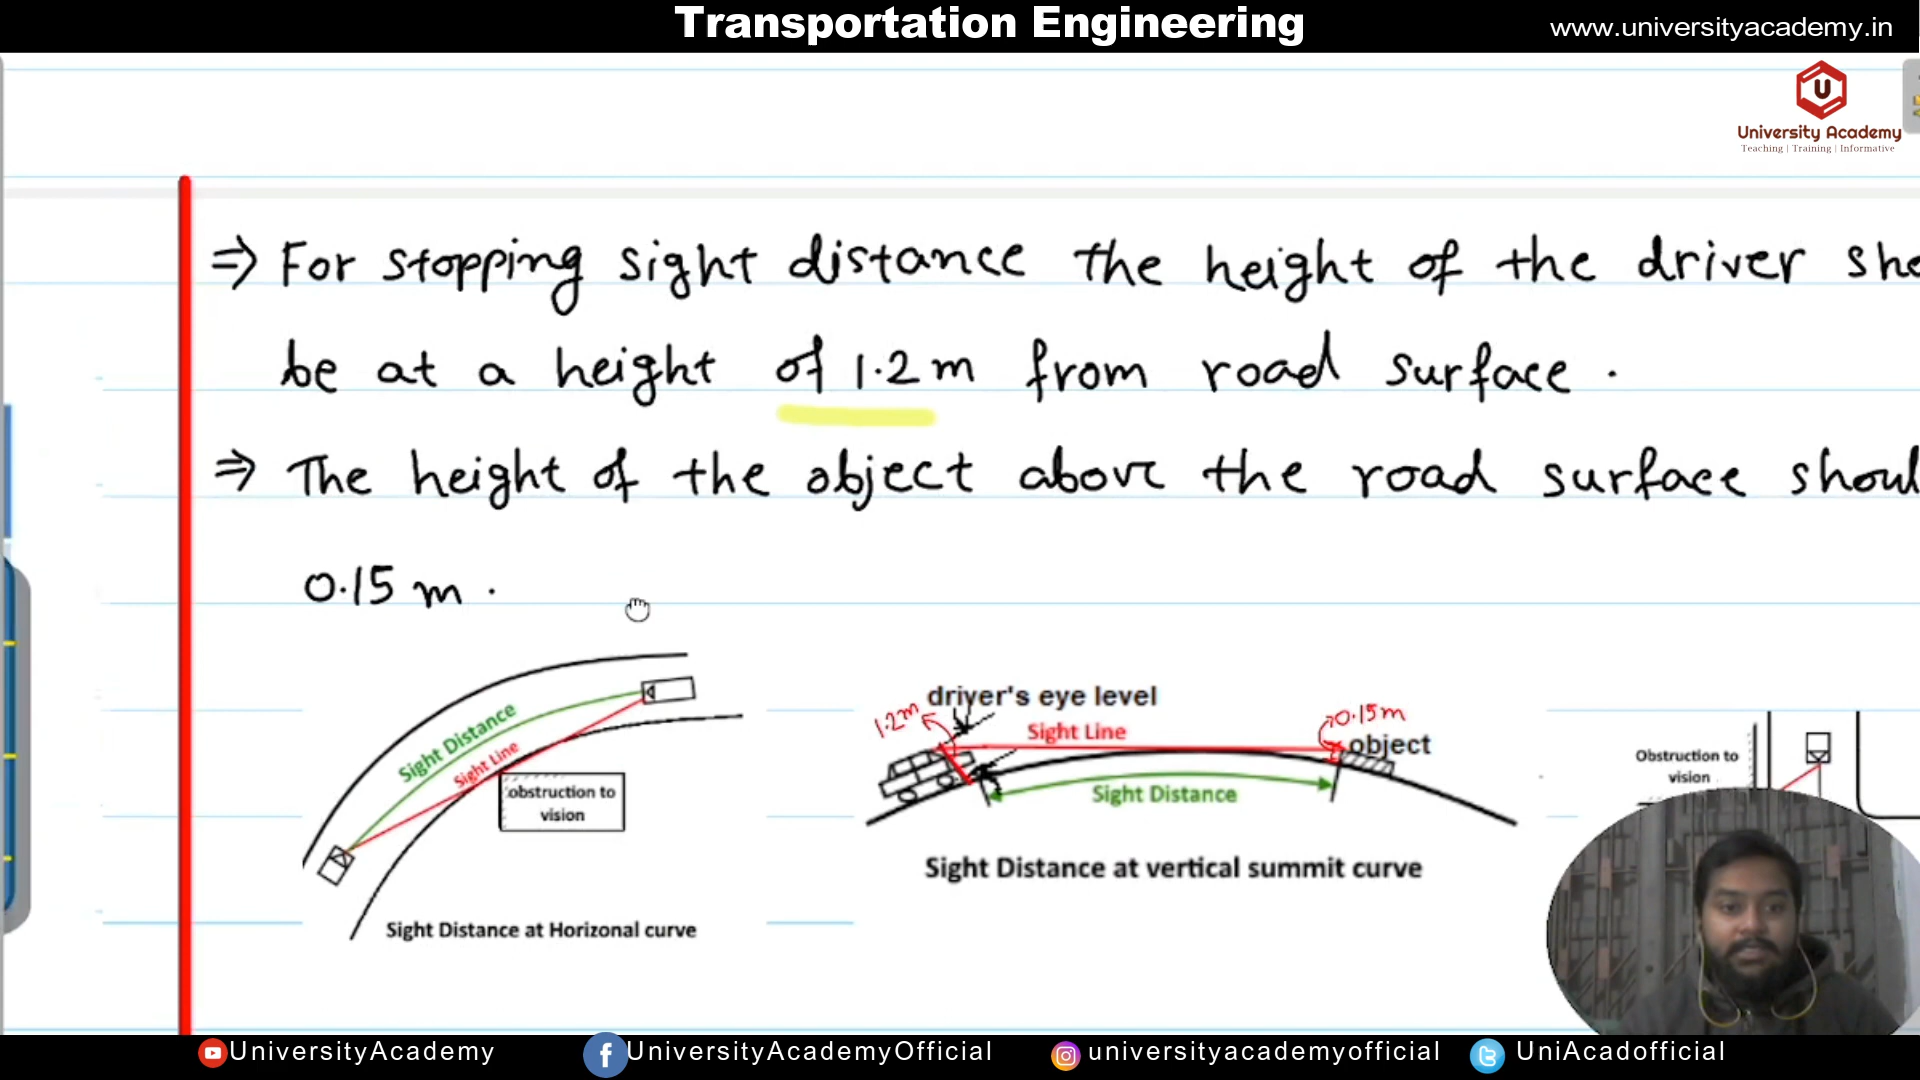 Transportation Engineering
www.universityacademy.in
U
University Academy
Teaching | Training | Informative
⇒ For stopping sight distance the height of the driver
be at a height of 1.2 m from road surface.
⇒ The height of the object above the road surface
0.15 m.
Sight Distance
Sight Line
obstruction to
vision
Sight Distance at Horizonal curve
driver's eye level
1.2m
Sight Line
0.15m
object
Sight Distance
Sight Distance at vertical summit curve
Obstruction to
vision
UniversityAcademy
UniversityAcademyOfficial
universityacademyofficial
UniAcadofficial